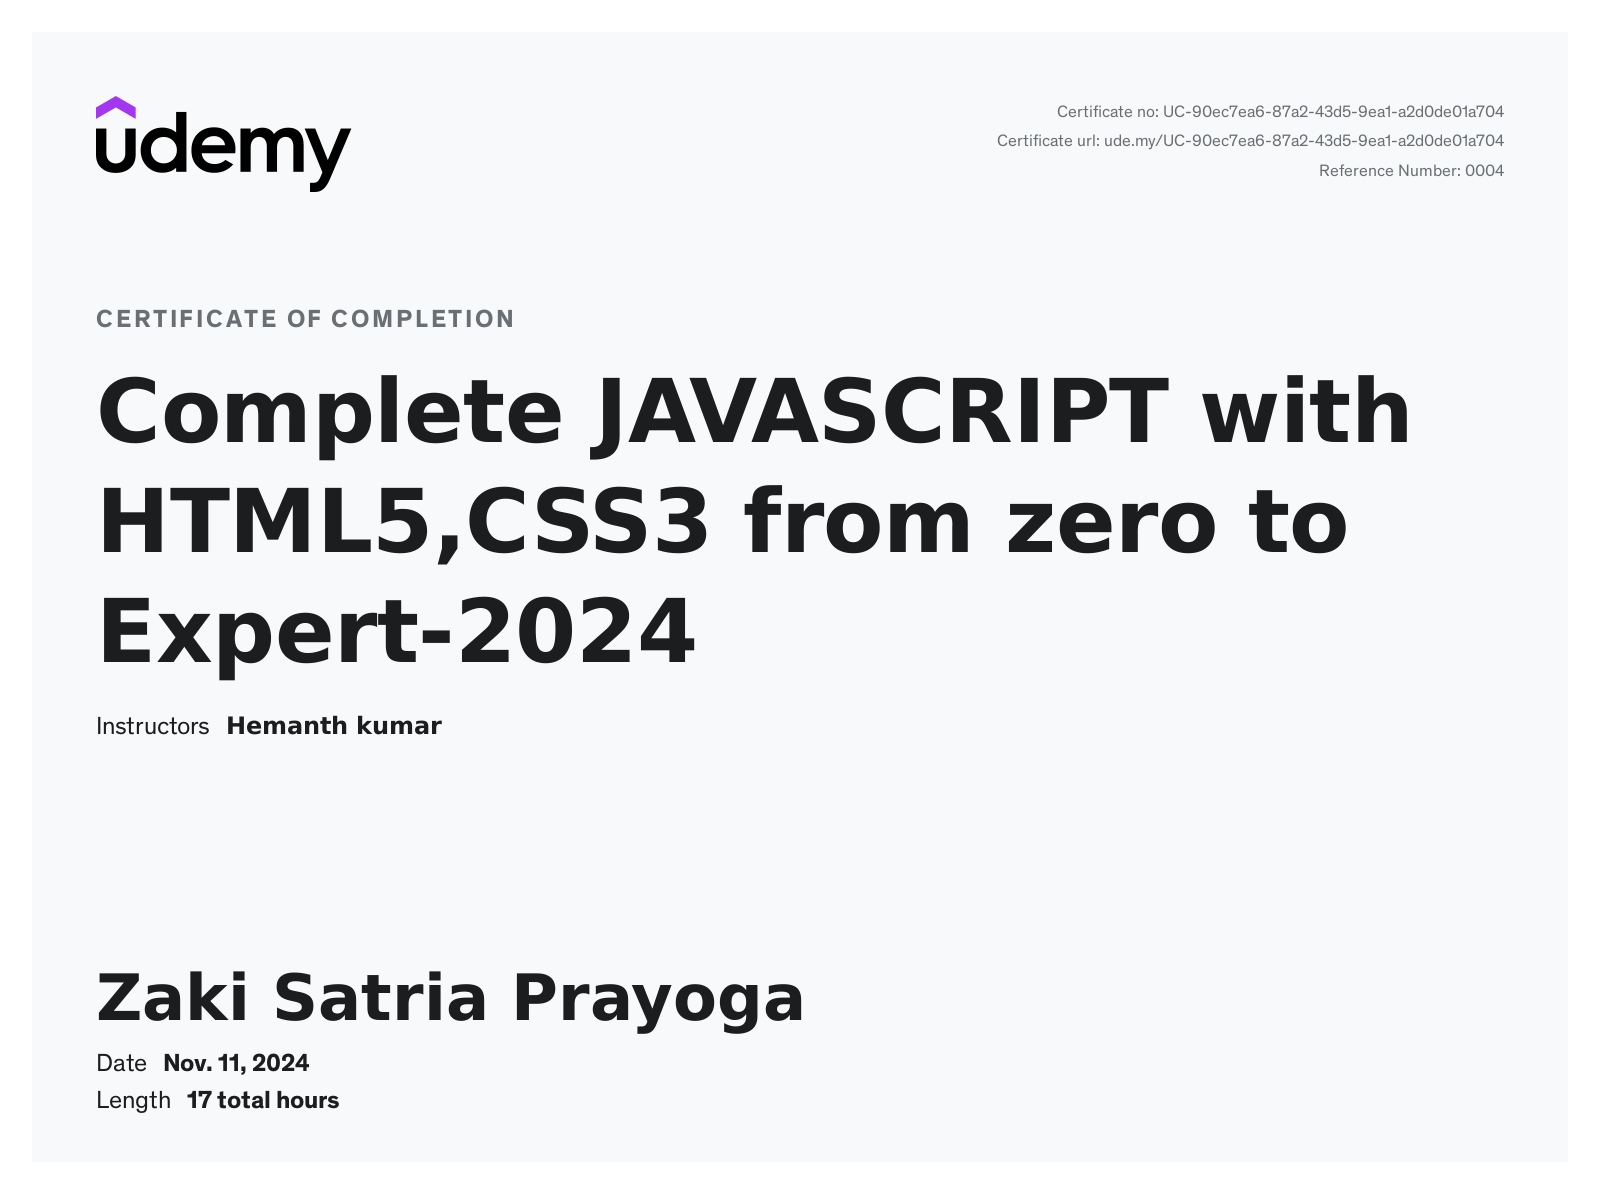 udemy
Certificate no: UC-90ec7ea6-87a2-43d5-9ea1-a2d0de01a704
Certificate url: ude.my/UC-90ec7ea6-87a2-43d5-9ea1-a2d0de01a704
Reference Number: 0004
CERTIFICATE OF COMPLETION
Complete JAVASCRIPT with
HTML5,CSS3 from zero to
Expert-2024
Instructors Hemanth kumar
Zaki Satria Prayoga
Date Nov. 11, 2024
Length 17 total hours